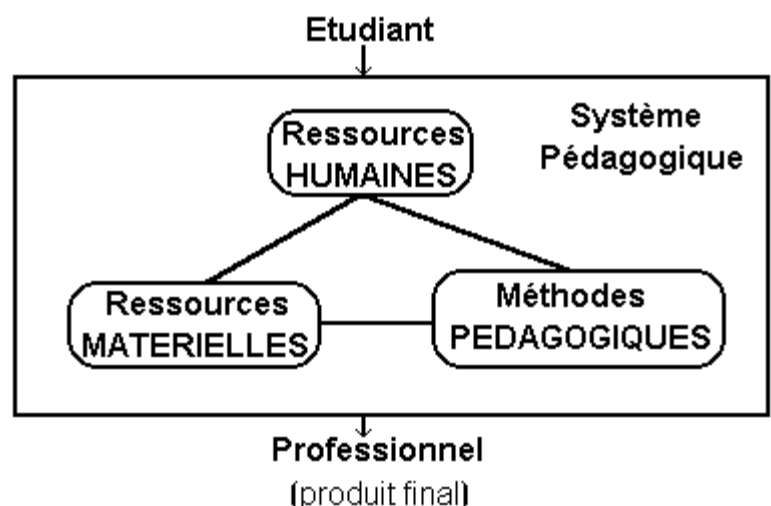 Etudiant
Système
Pédagogique
Ressources
HUMAINES
Ressources
MATERIELLES
Méthodes
PEDAGOGIQUES
Professionnel
(produit final)